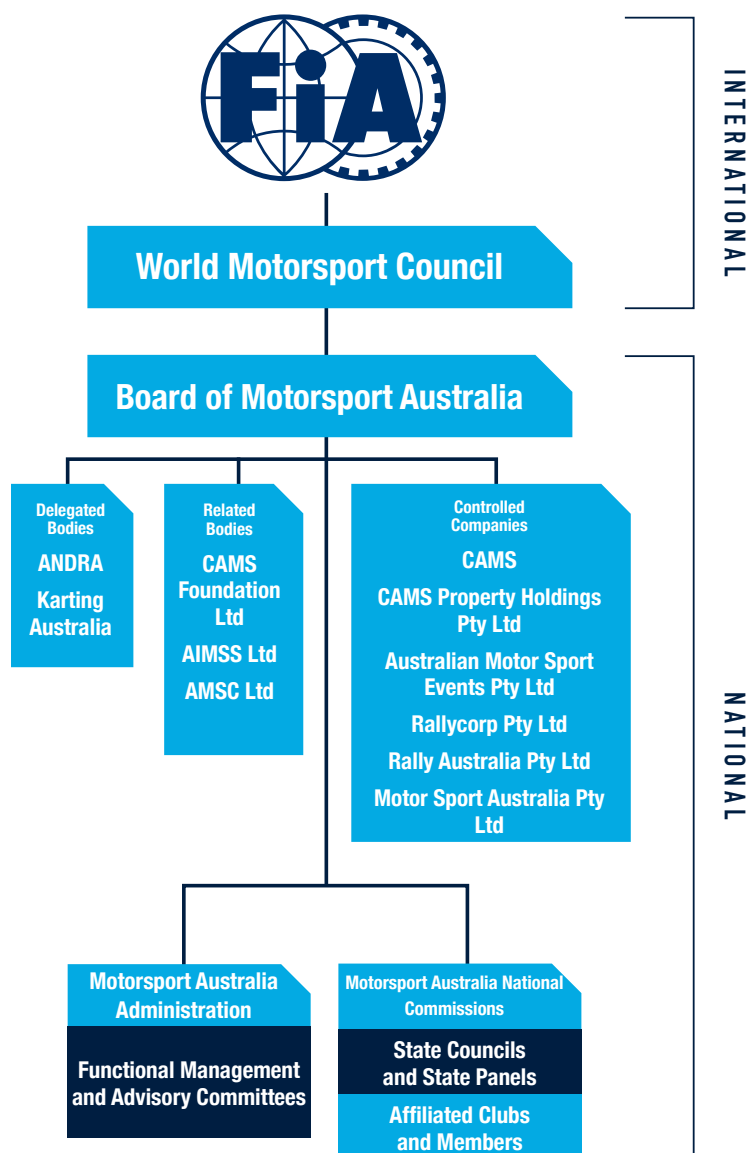 FiA
INTERNATIONAL
World Motorsport Council
Board of Motorsport Australia
Delegated
Bodies
ANDRA
Karting
Australia
Related
Bodies
CAMS
Foundation
Ltd
AIMSS Ltd
AMSC Ltd
Controlled
Companies
CAMS
CAMS Property Holdings
Pty Ltd
Australian Motor Sport
Events Pty Ltd
Rallycorp Pty Ltd
Rally Australia Pty Ltd
Motor Sport Australia Pty
Ltd
NATIONAL
Motorsport Australia
Administration
Functional Management
and Advisory Committees
Motorsport Australia National
Commissions
State Councils
and State Panels
Affiliated Clubs
and Members